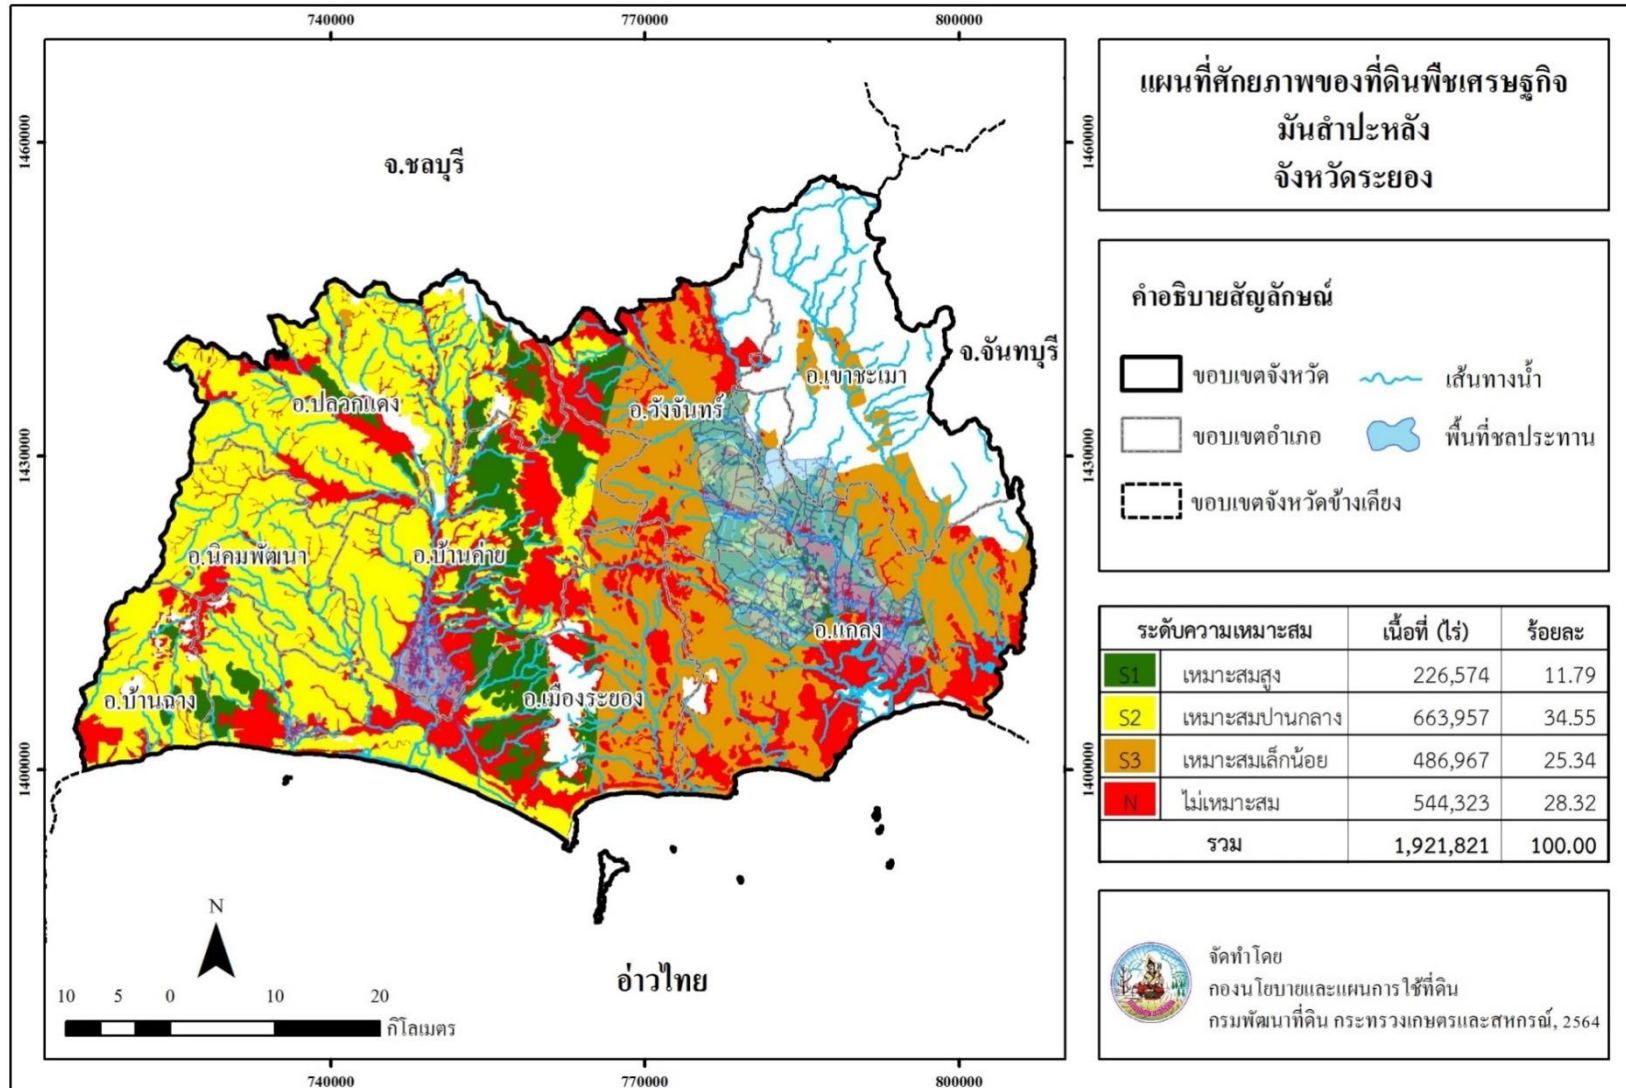 740000
770000
800000
1460000
1430000
1400000
1460000
1430000
1400000
740000
770000
800000
จ.ชลบุรี
จ.จันทบุรี
อ.เขาชะเมา
อ.ปลวกแดง
อ.วังจันทร์
อ.นิคมพัฒนา
อ.บ้านค่าย
อ.แกลง
อ.บ้านฉาง
อ.เมืองระยอง
อ่าวไทย
N
10 5 0 10 20
กิโลเมตร
แผนที่ศักยภาพของที่ดินพืชเศรษฐกิจ
มันสำปะหลัง
จังหวัดระยอง
คำอธิบายสัญลักษณ์
ขอบเขตจังหวัด เส้นทางน้ำ
ขอบเขตอำเภอ พื้นที่ชลประทาน
ขอบเขตจังหวัดข้างเคียง
ระดับความเหมาะสม เนื้อที่ (ไร่) ร้อยละ
S1 เหมาะสมสูง 226,574 11.79
S2 เหมาะสมปานกลาง 663,957 34.55
S3 เหมาะสมเล็กน้อย 486,967 25.34
N ไม่เหมาะสม 544,323 28.32
รวม 1,921,821 100.00
จัดทำโดย
กองนโยบายและแผนการใช้ที่ดิน
กรมพัฒนาที่ดิน กระทรวงเกษตรและสหกรณ์, 2564